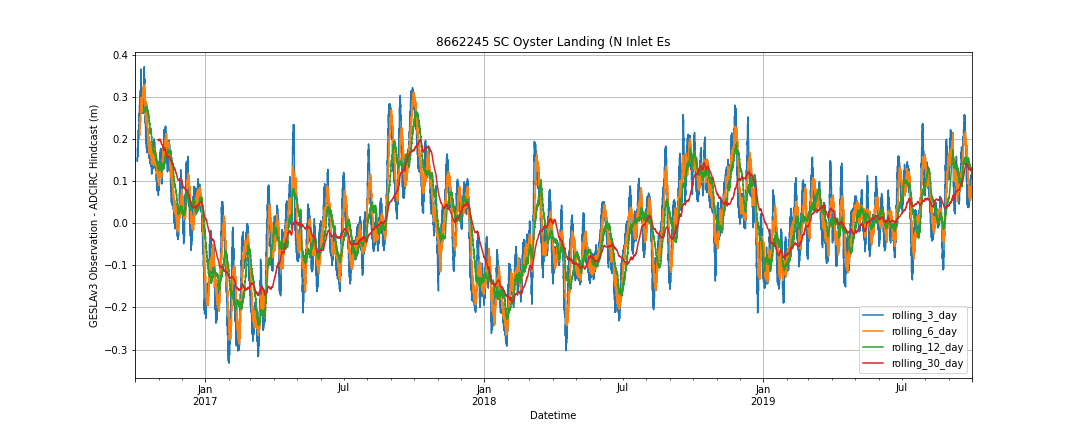 8662245 SC Oyster Landing (N Inlet Es
GESLAv3 Observation - ADCIRC Hindcast (m)
0.4
0.3
0.2
0.1
0.0
−0.1
−0.2
−0.3
rolling_3_day
rolling_6_day
rolling_12_day
rolling_30_day
Jan Jul Jan Jul Jan Jul
2017 2018 2019
Datetime